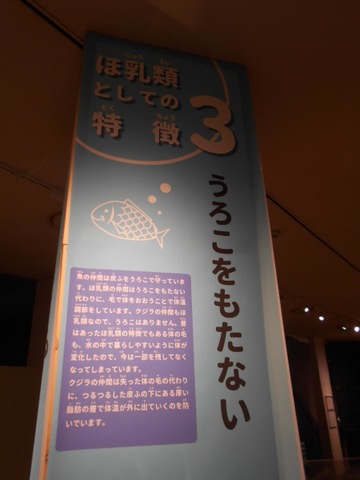 ほ乳類
としての
特徴
3
うろこをもたない
魚の仲間は皮ふをうろこで守っていま
す。ほ乳類の仲間はうろこをもたない
代わりに、毛で体をおおうことで体温
調節をしています。クジラの仲間もほ
乳類なので、うろこはありません。昔
はあったほ乳類の特徴でもある体の毛
も、水の中で暮らしやすいように体が
変化したので、今は一部を残してなく
なってしまっています。
クジラの仲間は失った体の毛の代わり
に、つるつるした皮ふの下にある厚い
脂肪の層で体温が外に出ていくのを防
いでいます。